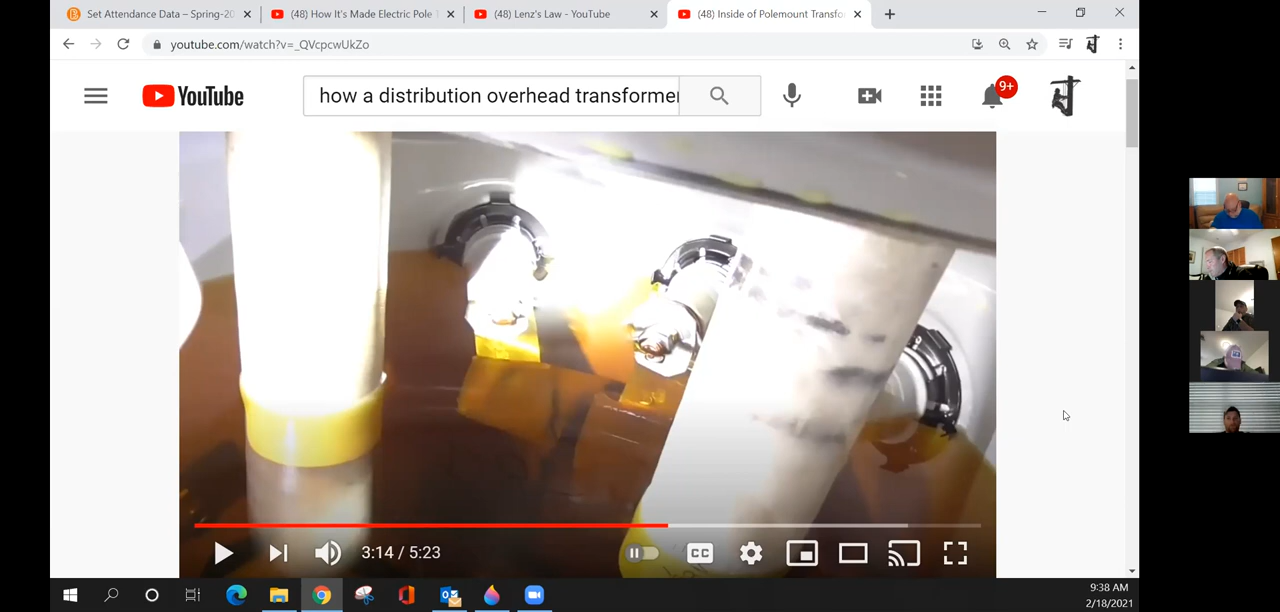 Set Attendance Data – Spring-20
(48) How It's Made Electric Pole
(48) Lenz's Law - YouTube
(48) Inside of Polemount Transfo
youtube.com/watch?v=_QVcpcwUkZo
YouTube
how a distribution overhead transformer
9+
3:14 / 5:23
CC
9:38 AM
2/18/2021